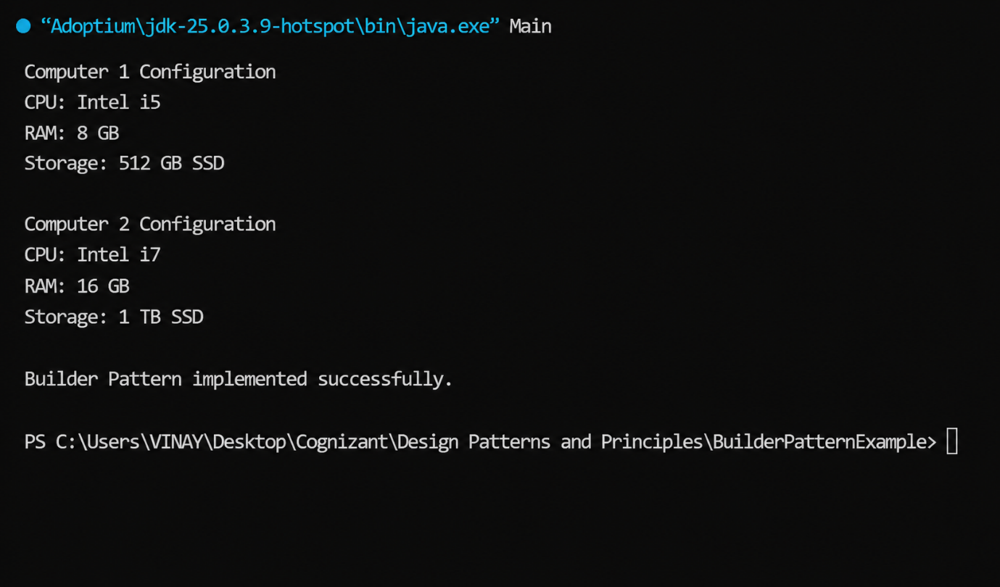 “Adoptium\jdk-25.0.3.9-hotspot\bin\java.exe” Main
Computer 1 Configuration
CPU: Intel i5
RAM: 8 GB
Storage: 512 GB SSD
Computer 2 Configuration
CPU: Intel i7
RAM: 16 GB
Storage: 1 TB SSD
Builder Pattern implemented successfully.
PS C:\Users\VINAY\Desktop\Cognizant\Design Patterns and Principles\BuilderPatternExample>